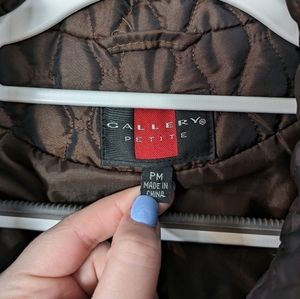 GALLERY®
PETITE
PM
MADE IN
CHINA